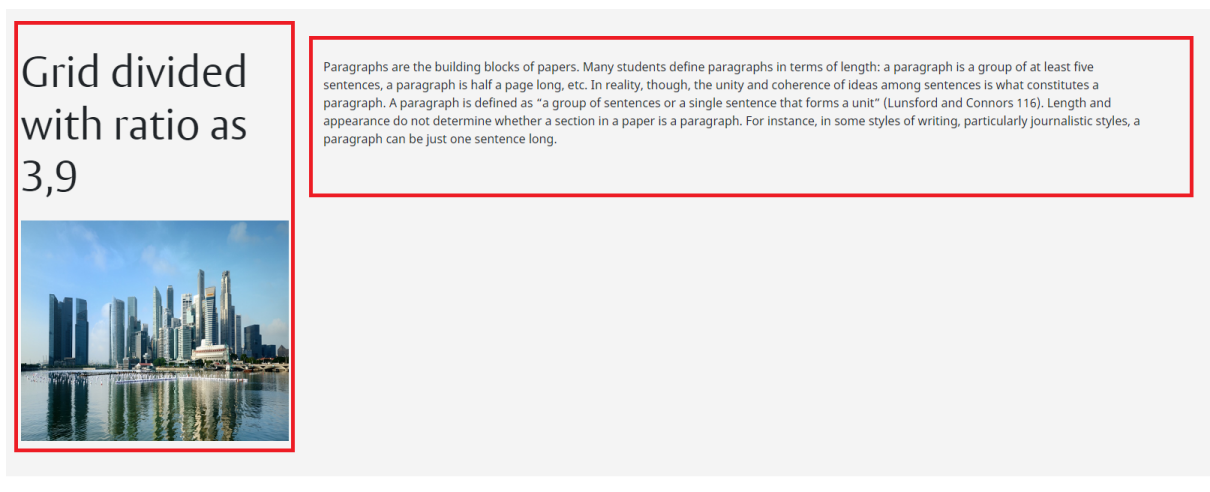 Grid divided
with ratio as
3,9
Paragraphs are the building blocks of papers. Many students define paragraphs in terms of length: a paragraph is a group of at least five
sentences, a paragraph is half a page long, etc. In reality, though, the unity and coherence of ideas among sentences is what constitutes a
paragraph. A paragraph is defined as “a group of sentences or a single sentence that forms a unit” (Lunsford and Connors 116). Length and
appearance do not determine whether a section in a paper is a paragraph. For instance, in some styles of writing, particularly journalistic styles, a
paragraph can be just one sentence long.